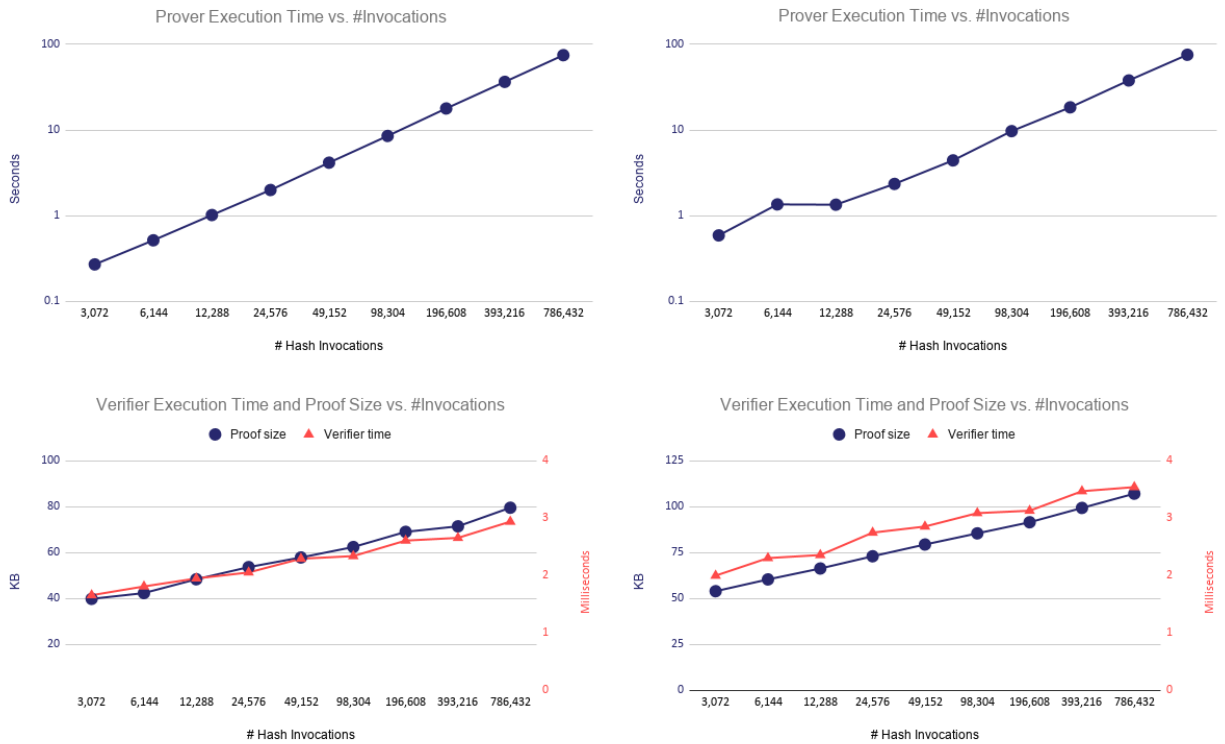 Prover Execution Time vs. #Invocations
100
10
1
0.1
Seconds
3,072 6,144 12,288 24,576 49,152 98,304 196,608 393,216 786,432
# Hash Invocations
Prover Execution Time vs. #Invocations
100
10
1
0.1
Seconds
3,072 6,144 12,288 24,576 49,152 98,304 196,608 393,216 786,432
# Hash Invocations
Verifier Execution Time and Proof Size vs. #Invocations
Proof size Verifier time
100 4
80
3
60
2
40
1
20
0
KB
Milliseconds
3,072 6,144 12,288 24,576 49,152 98,304 196,608 393,216 786,432
# Hash Invocations
Verifier Execution Time and Proof Size vs. #Invocations
Proof size Verifier time
125 4
100
3
75
2
50
1
25
0 0
KB
Milliseconds
3,072 6,144 12,288 24,576 49,152 98,304 196,608 393,216 786,432
# Hash Invocations